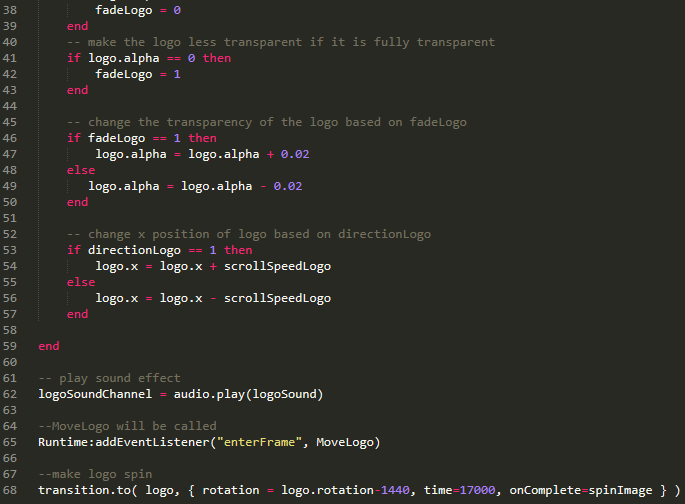 38 fadeLogo = 0
39 end
40 -- make the logo less transparent if it is fully transparent
41 if logo.alpha == 0 then
42 fadeLogo = 1
43 end
44
45 -- change the transparency of the logo based on fadeLogo
46 if fadeLogo == 1 then
47 logo.alpha = logo.alpha + 0.02
48 else
49 logo.alpha = logo.alpha - 0.02
50 end
51
52 -- change x position of logo based on directionLogo
53 if directionLogo == 1 then
54 logo.x = logo.x + scrollSpeedLogo
55 else
56 logo.x = logo.x - scrollSpeedLogo
57 end
58
59 end
60
61 -- play sound effect
62 logoSoundChannel = audio.play(logoSound)
63
64 --MoveLogo will be called
65 Runtime:addEventListener("enterFrame", MoveLogo)
66
67 --make logo spin
68 transition.to( logo, { rotation = logo.rotation-1440, time=17000, onComplete=spinImage } )